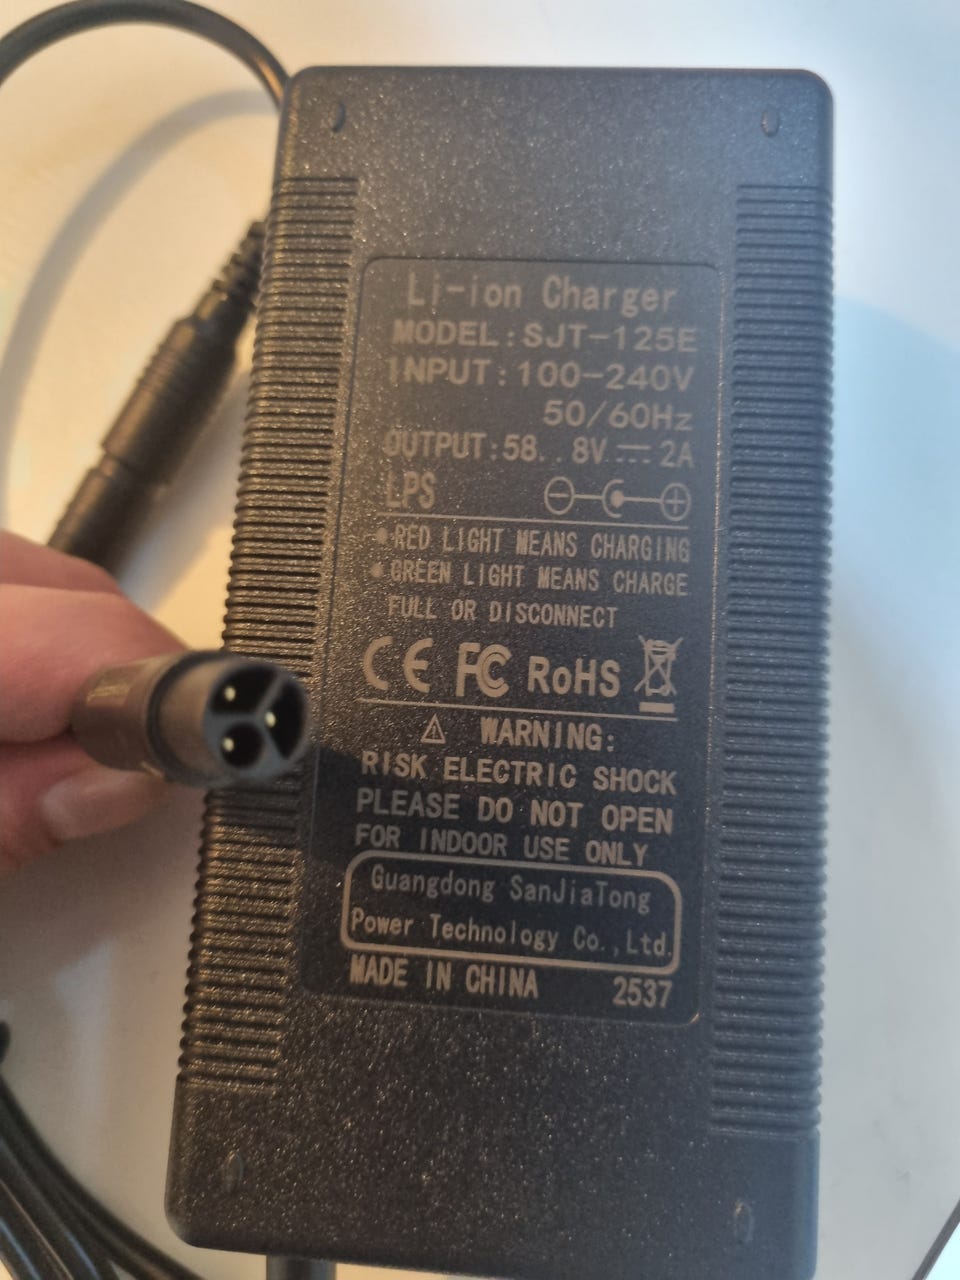 Li-ion Charger
MODEL:SJT-125E
INPUT:100-240V
50/60Hz
OUTPUT:58..8V 2A
LPS
RED LIGHT MEANS CHARGING
GREEN LIGHT MEANS CHARGE
FULL OR DISCONNECT
CE FC RoHS
WARNING:
RISK ELECTRIC SHOCK
PLEASE DO NOT OPEN
FOR INDOOR USE ONLY
Guangdong SanJiaTong
Power Technology Co.,Ltd.
MADE IN CHINA 2537